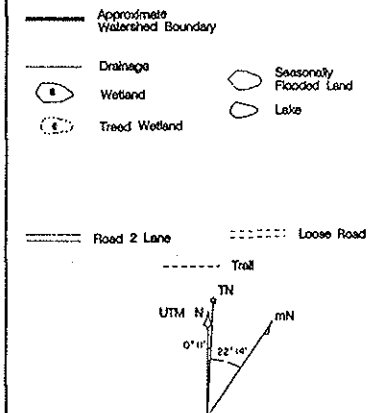 Approximate
Watershed Boundary
Drainage
Wetland
Treed Wetland
Seasonally
Flooded Land
Lake
Road 2 Lane
Loose Road
Trail
TN
UTM N
mN
0° 11'
22° 14'